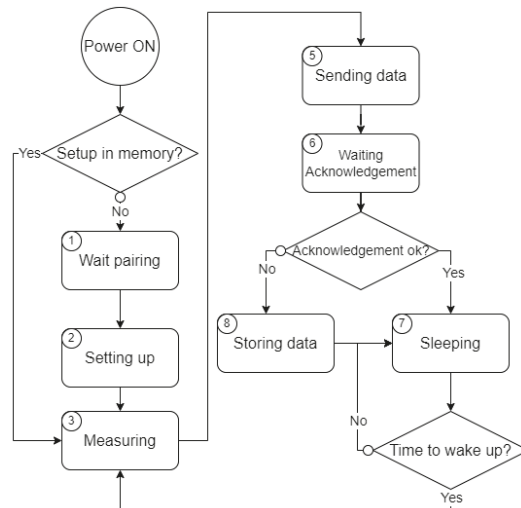 Power ON
Setup in memory?
Yes
No
1
Wait pairing
2
Setting up
3
Measuring
5
Sending data
6
Waiting
Acknowledgement
Acknowledgement ok?
No
Yes
8
Storing data
7
Sleeping
No
Time to wake up?
Yes